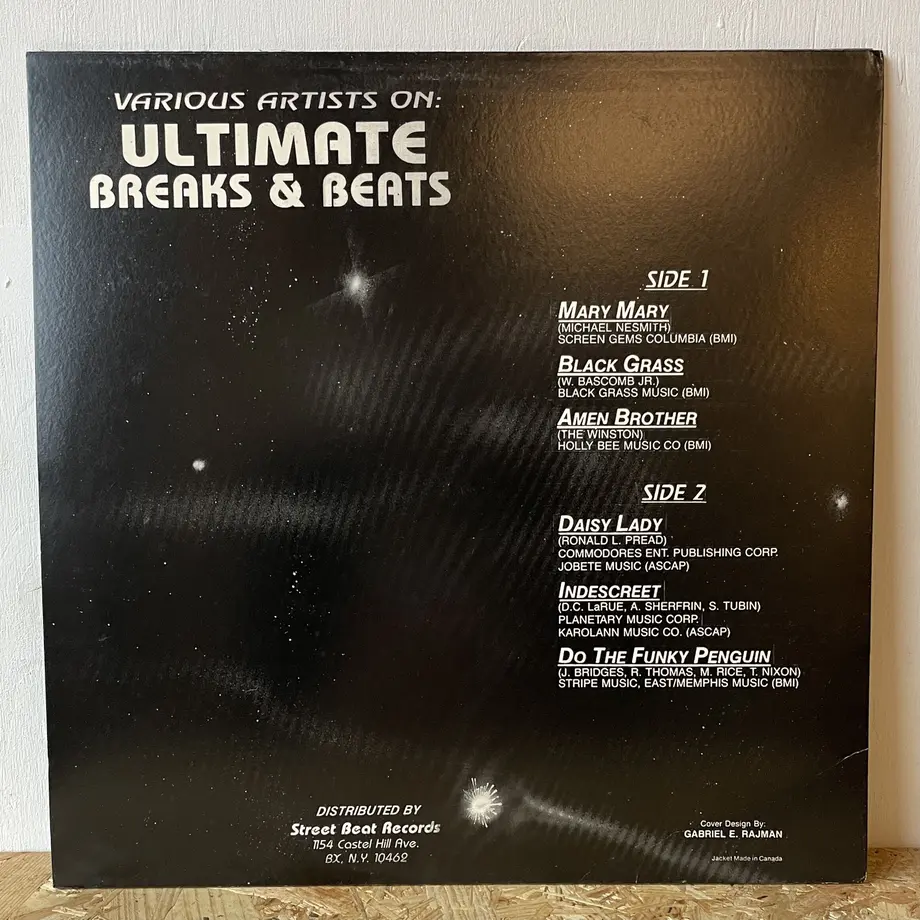 VARIOUS ARTISTS ON:
ULTIMATE
BREAKS & BEATS
SIDE 1
MARY MARY
(MICHAEL NESMITH)
SCREEN GEMS COLUMBIA (BMI)
BLACK GRASS
(W. BASCOMB JR.)
BLACK GRASS MUSIC (BMI)
AMEN BROTHER
(THE WINSTON)
HOLLY BEE MUSIC CO (BMI)
SIDE 2
DAISY LADY
(RONALD L. PREAD)
COMMODORES ENT. PUBLISHING CORP.
JOBETE MUSIC (ASCAP)
INDESCREET
(D.C. LaRUE, A. SHERFRIN, S. TUBIN)
PLANETARY MUSIC CORP.
KAROLANN MUSIC CO. (ASCAP)
DO THE FUNKY PENGUIN
(J. BRIDGES, R. THOMAS, M. RICE, T. NIXON)
STRIPE MUSIC, EAST/MEMPHIS MUSIC (BMI)
DISTRIBUTED BY
Street Beat Records
1154 Castel Hill Ave.
BX, N.Y. 10462
Cover Design By:
GABRIEL E. RAJMAN
Jacket Made in Canada